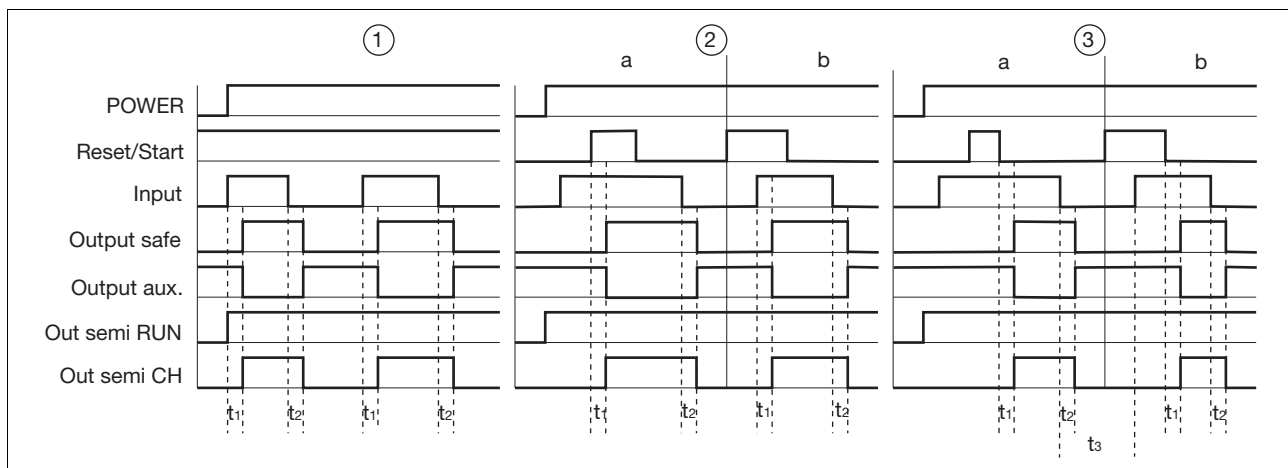 1 2 3
a b a b
POWER
Reset/Start
Input
Output safe
Output aux.
Out semi RUN
Out semi CH
t1 t2 t1 t2 t1 t2 t1 t2 t1 t2 t1 t2
t3